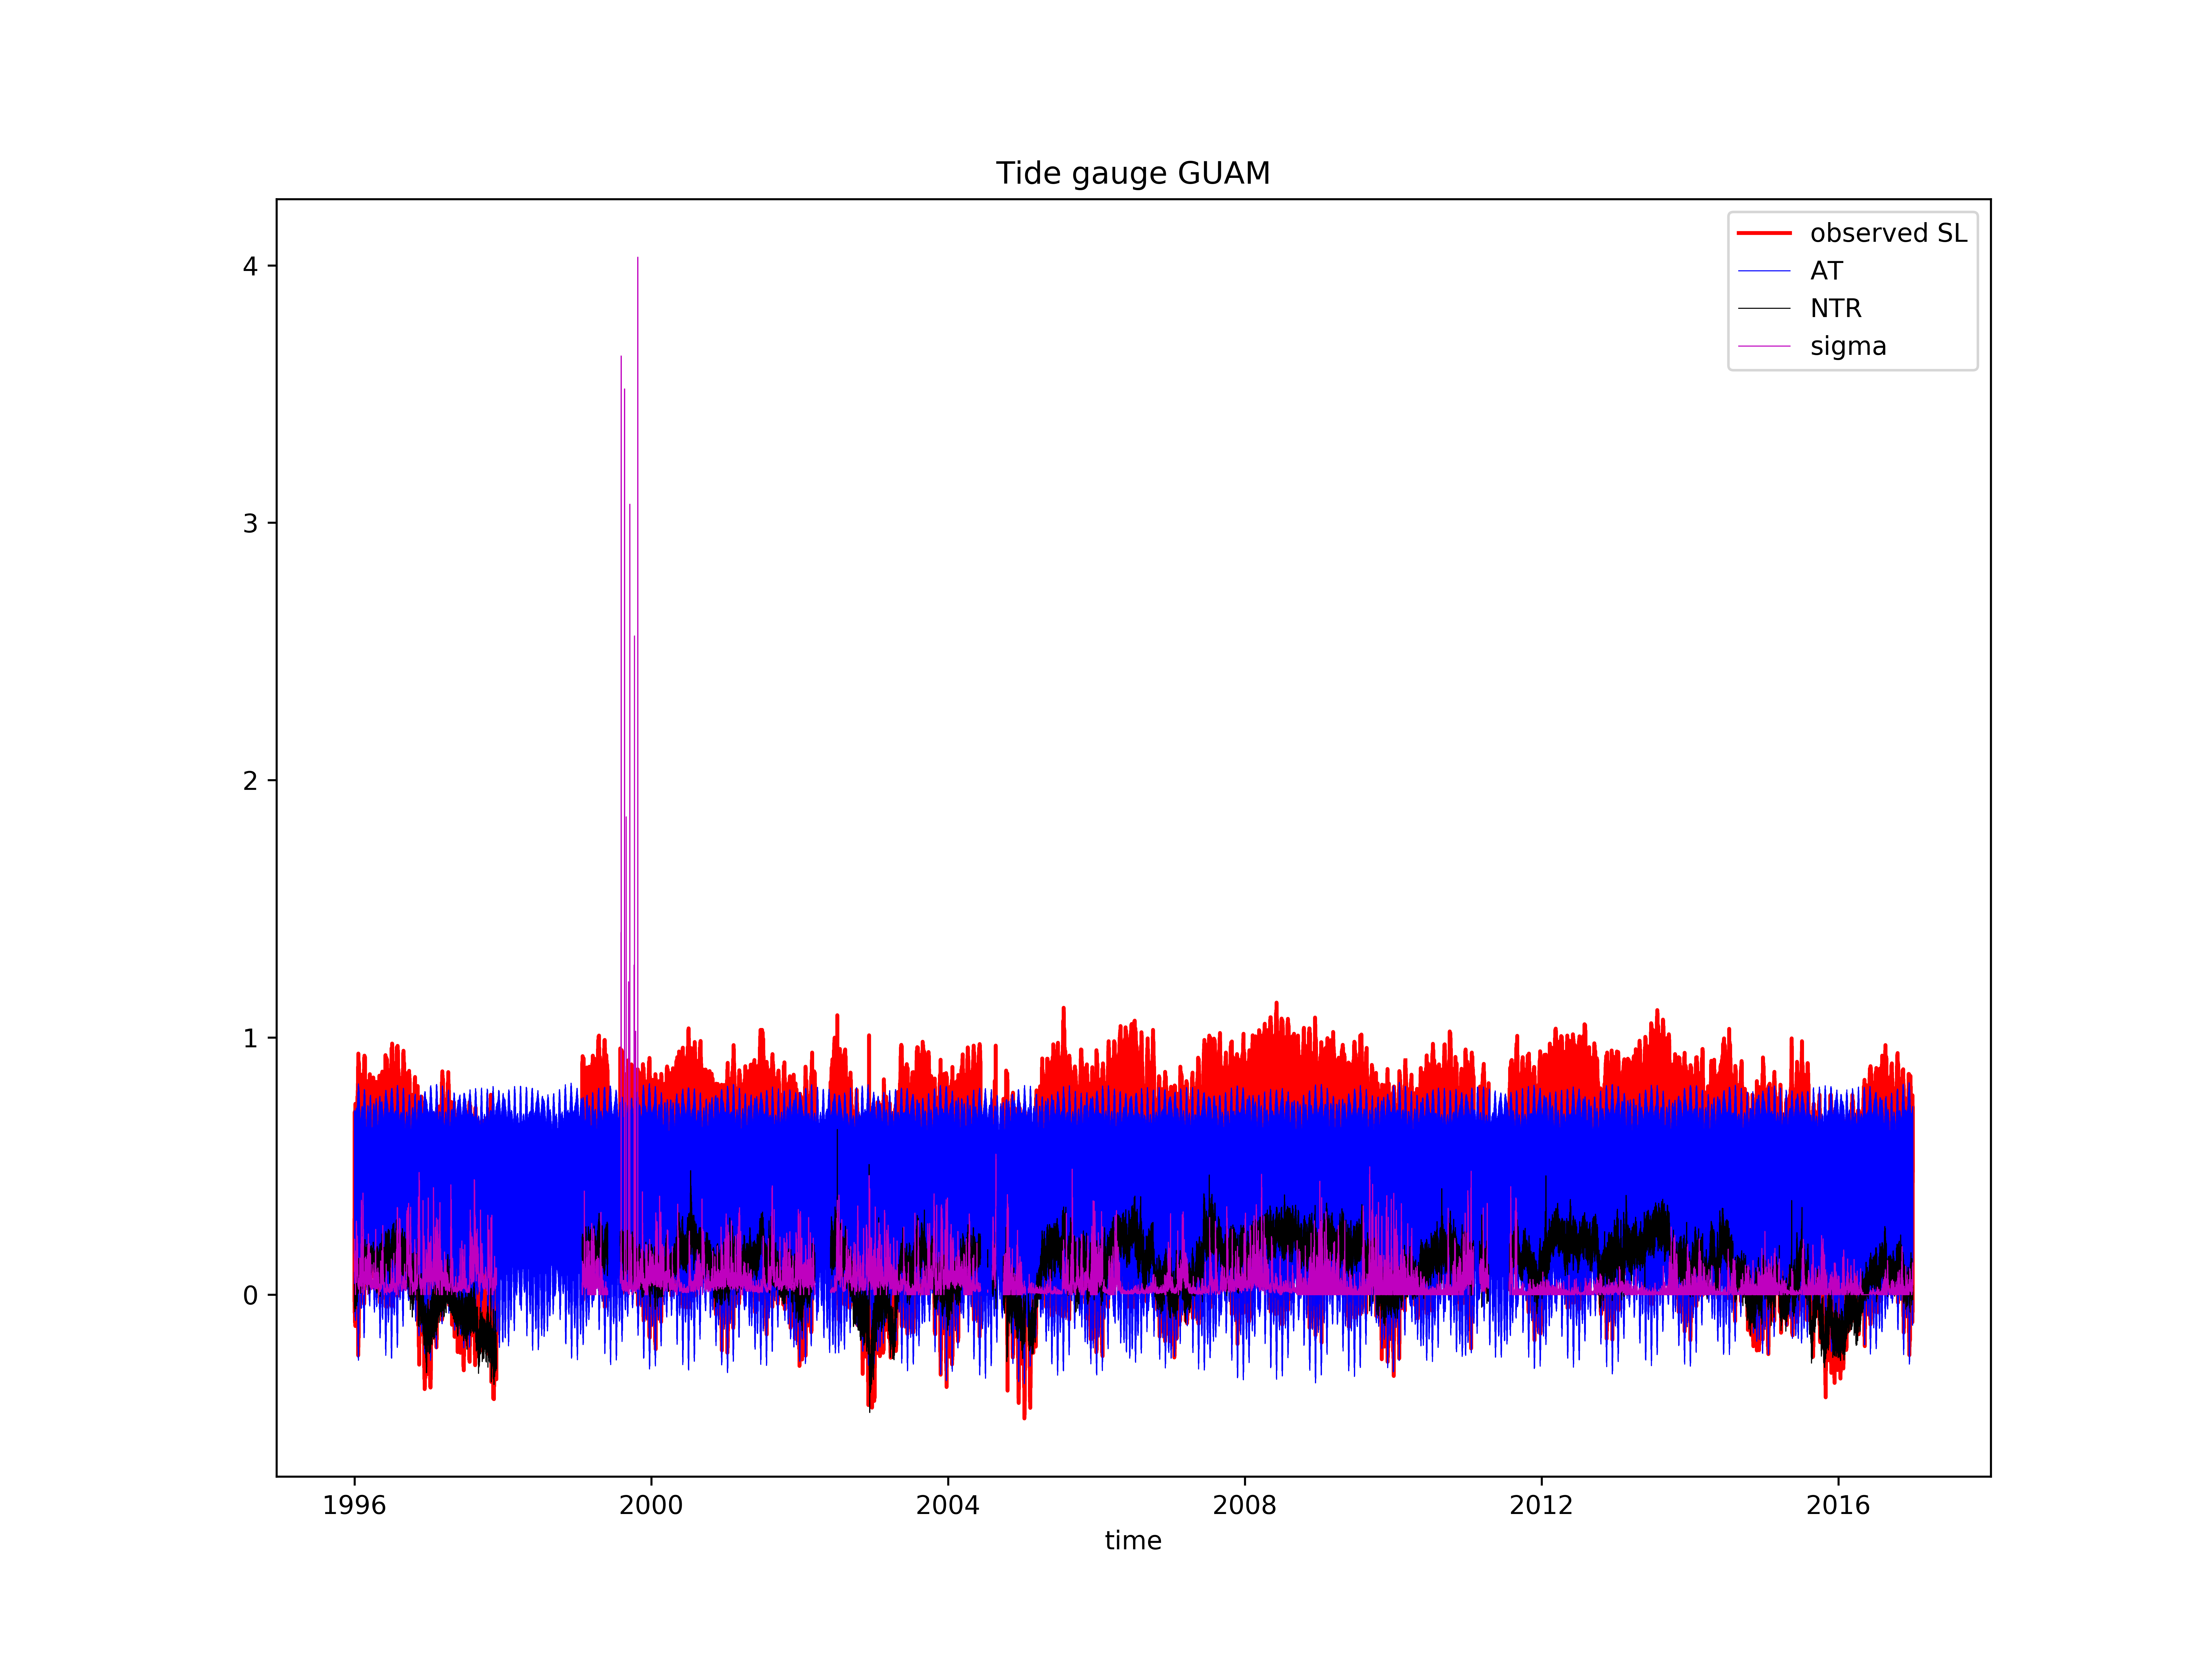 Tide gauge GUAM
observed SL
AT
NTR
sigma
4
3
2
1
0
1996 2000 2004 2008 2012 2016
time